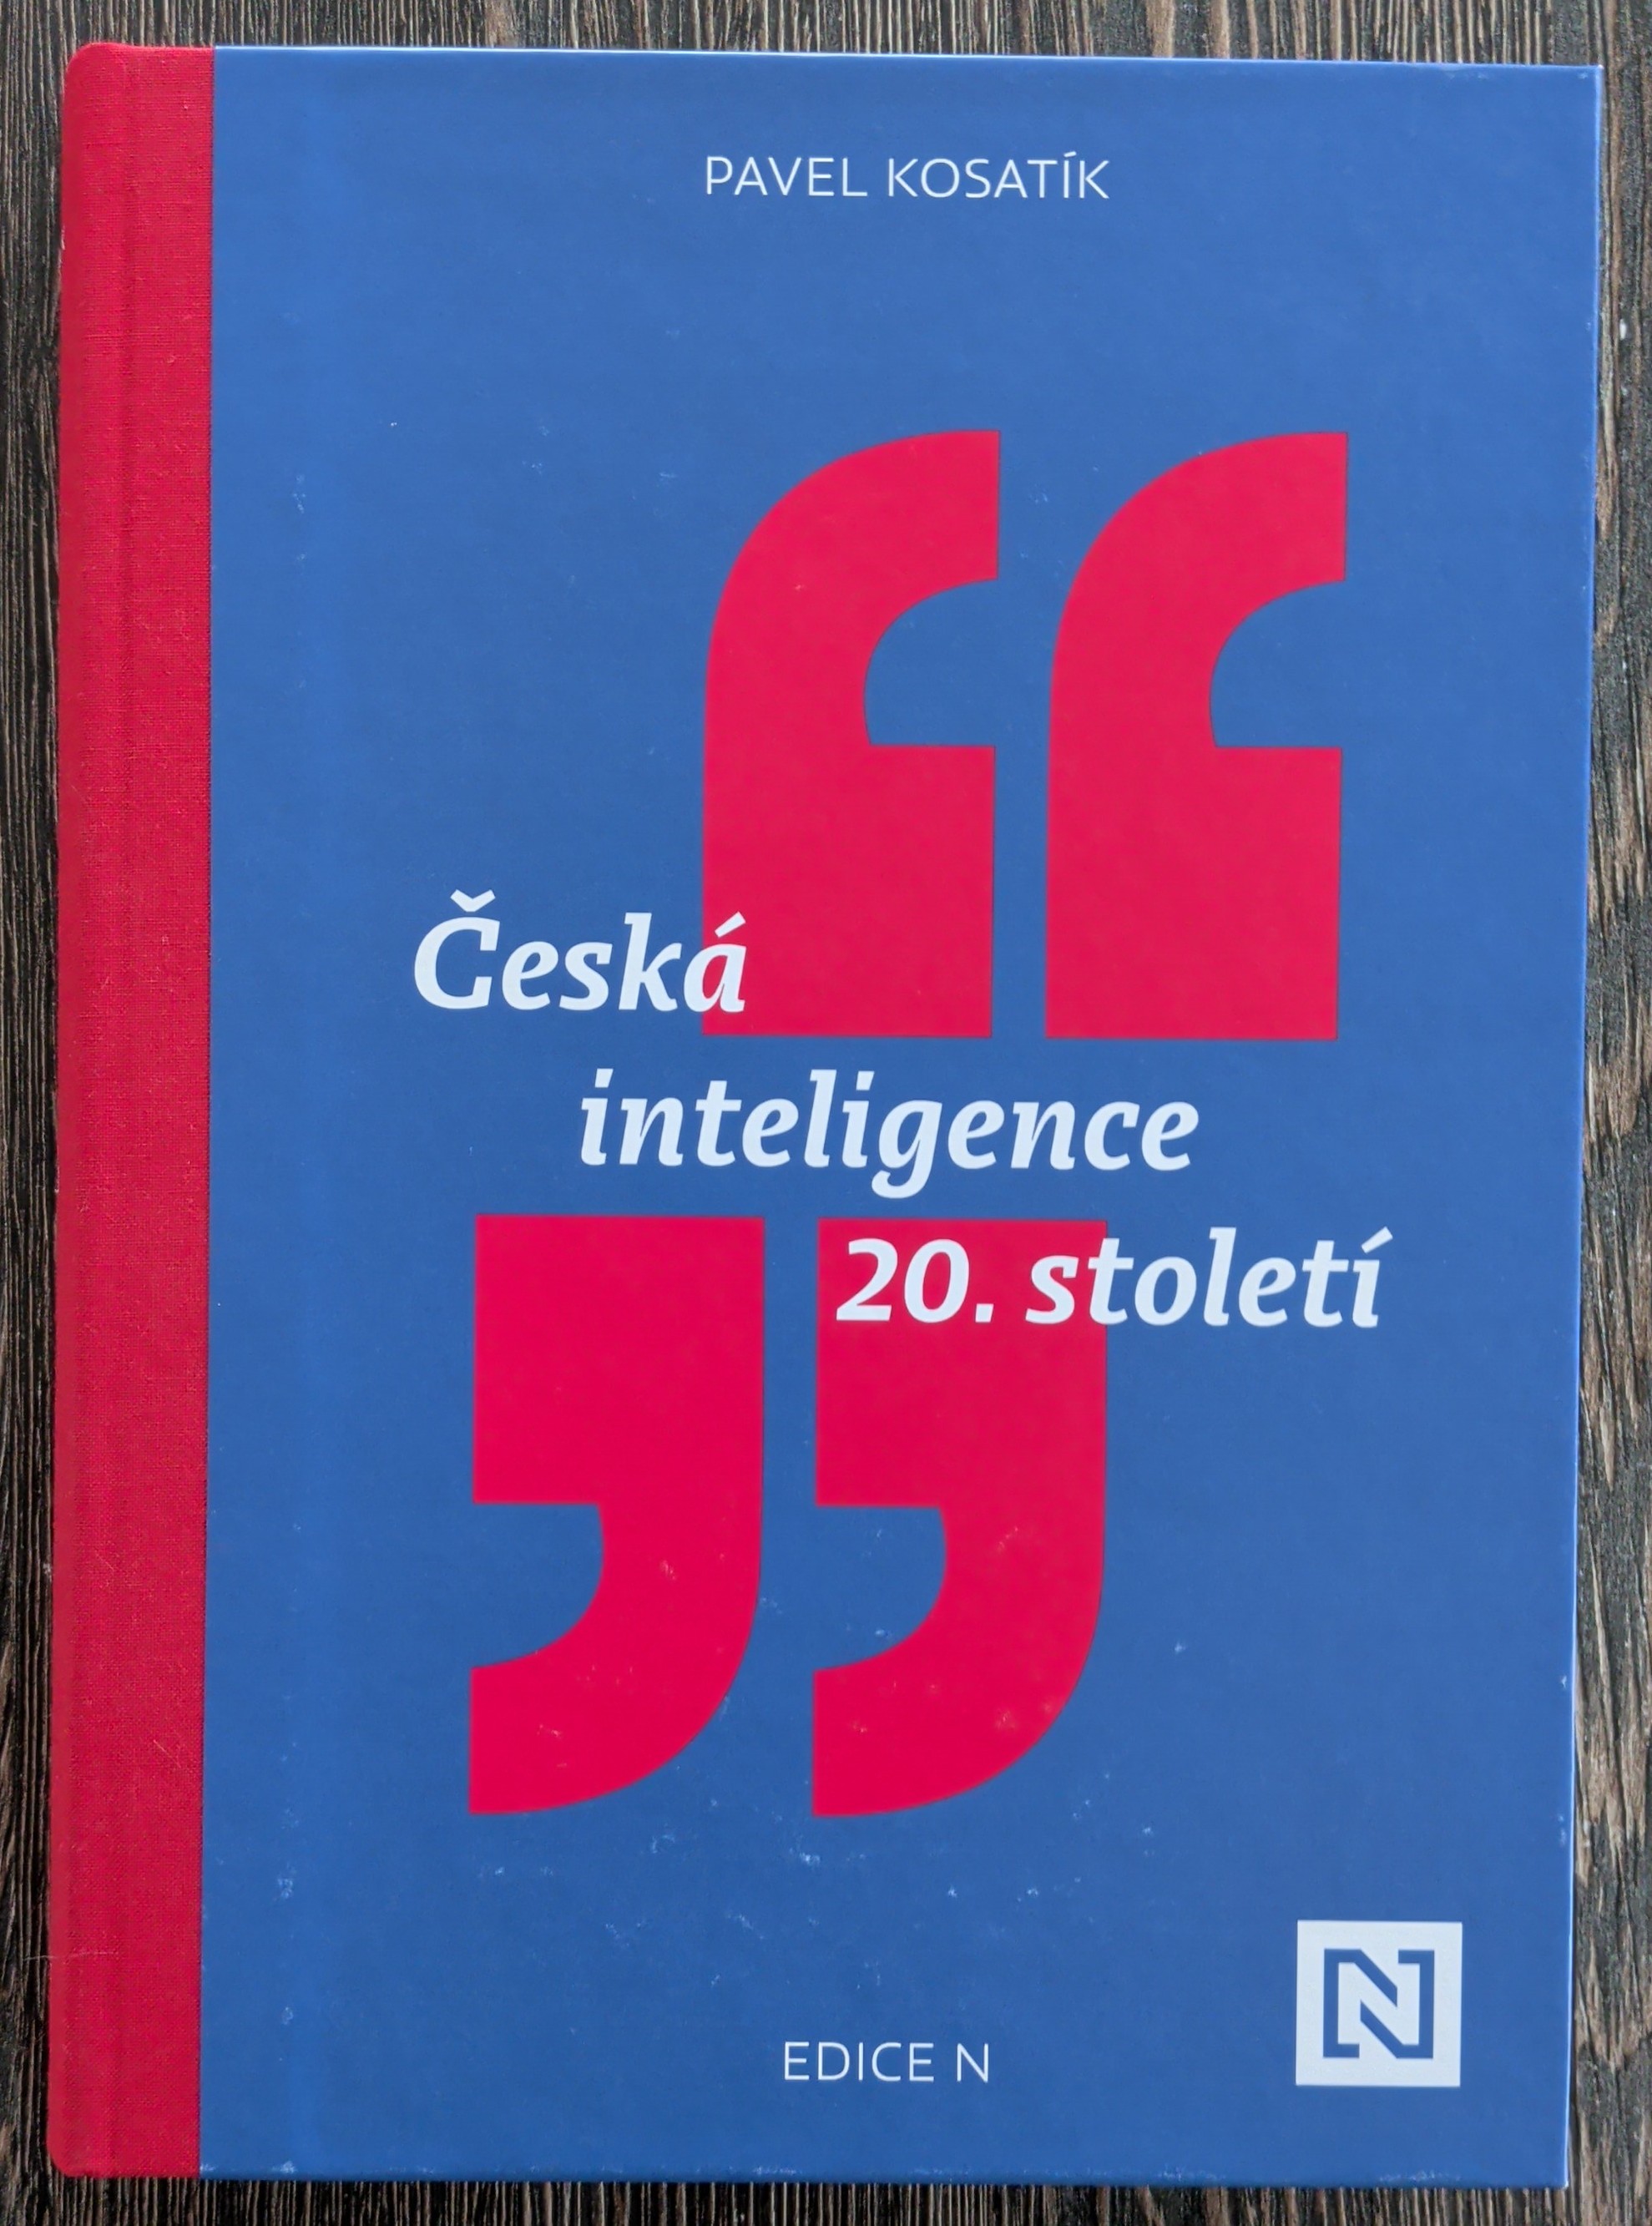 PAVEL KOSATÍK
Česká
inteligence
20. století
EDICE N
N